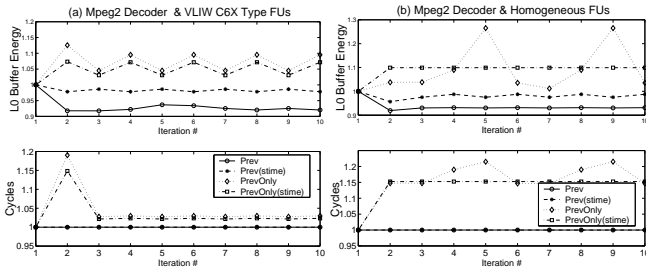 (a) Mpeg2 Decoder & VLIW C6X Type FUs
L0 Buffer Energy
1.2
1.15
1.1
1.05
1
0.95
0.9
1 2 3 4 5 6 7 8 9 10
Iteration #
(b) Mpeg2 Decoder & Homogeneous FUs
L0 Buffer Energy
1.3
1.2
1.1
1
0.9
1 2 3 4 5 6 7 8 9 10
Iteration #
Cycles
1.2
1.15
1.1
1.05
1
0.95
Prev
Prev(stime)
PrevOnly
PrevOnly(stime)
1 2 3 4 5 6 7 8 9 10
Iteration #
Cycles
1.2
1.15
1.1
1.05
1
0.95
Prev
Prev(stime)
PrevOnly
PrevOnly(stime)
1 2 3 4 5 6 7 8 9 10
Iteration #